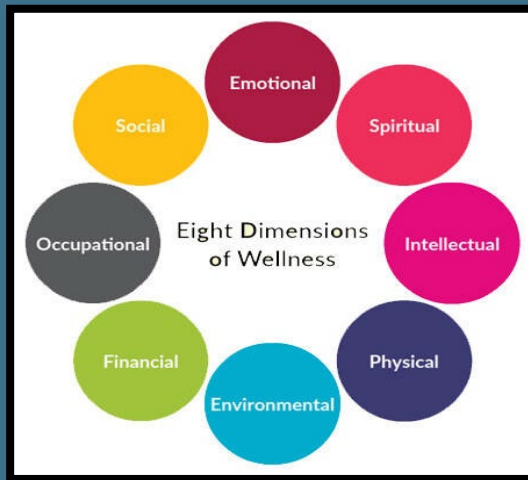 Emotional
Spiritual
Intellectual
Physical
Environmental
Financial
Occupational
Social
Eight Dimensions
of Wellness